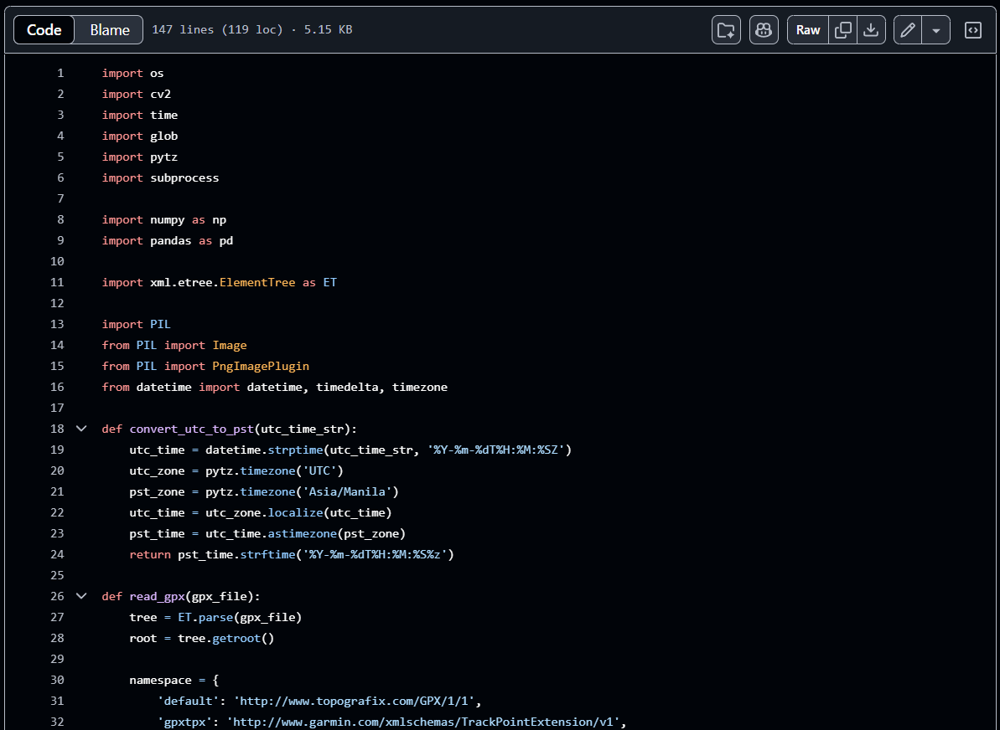 Code Blame 147 lines (119 loc) · 5.15 KB Raw
1 import os
2 import cv2
3 import time
4 import glob
5 import pytz
6 import subprocess
7
8 import numpy as np
9 import pandas as pd
10
11 import xml.etree.ElementTree as ET
12
13 import PIL
14 from PIL import Image
15 from PIL import PngImagePlugin
16 from datetime import datetime, timedelta, timezone
17
18 def convert_utc_to_pst(utc_time_str):
19     utc_time = datetime.strptime(utc_time_str, '%Y-%m-%dT%H:%M:%SZ')
20     utc_zone = pytz.timezone('UTC')
21     pst_zone = pytz.timezone('Asia/Manila')
22     utc_time = utc_zone.localize(utc_time)
23     pst_time = utc_time.astimezone(pst_zone)
24     return pst_time.strftime('%Y-%m-%dT%H:%M:%S%z')
25
26 def read_gpx(gpx_file):
27     tree = ET.parse(gpx_file)
28     root = tree.getroot()
29
30     namespace = {
31         'default': 'http://www.topografix.com/GPX/1/1',
32         'gpxtpx': 'http://www.garmin.com/xmlschemas/TrackPointExtension/v1',